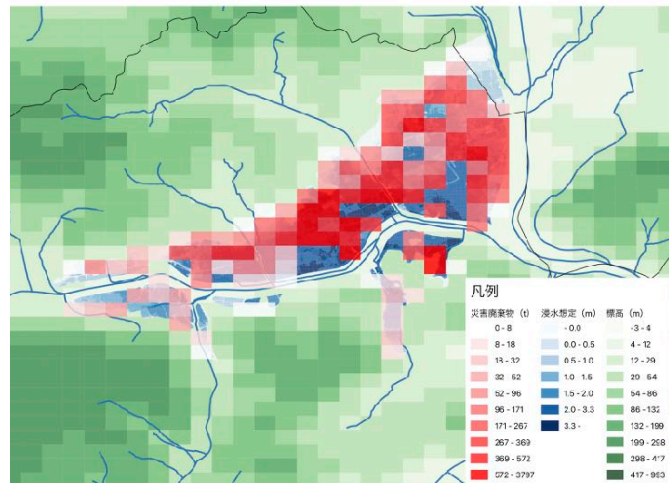 凡例
災害廃棄物 (t) 浸水想定 (m) 標高 (m)
0 - 8 - 0.0 -3 - 4
8 - 18 0.0 - 0.5 4 - 12
18 - 32 0.5 - 1.0 12 - 29
32 - 52 1.0 - 1.5 29 - 54
52 - 96 1.5 - 2.0 54 - 86
96 - 171 2.0 - 3.3 86 - 132
171 - 267 3.3 - 132 - 199
267 - 369 199 - 298
369 - 572 298 - 417
572 - 3797 417 - 993